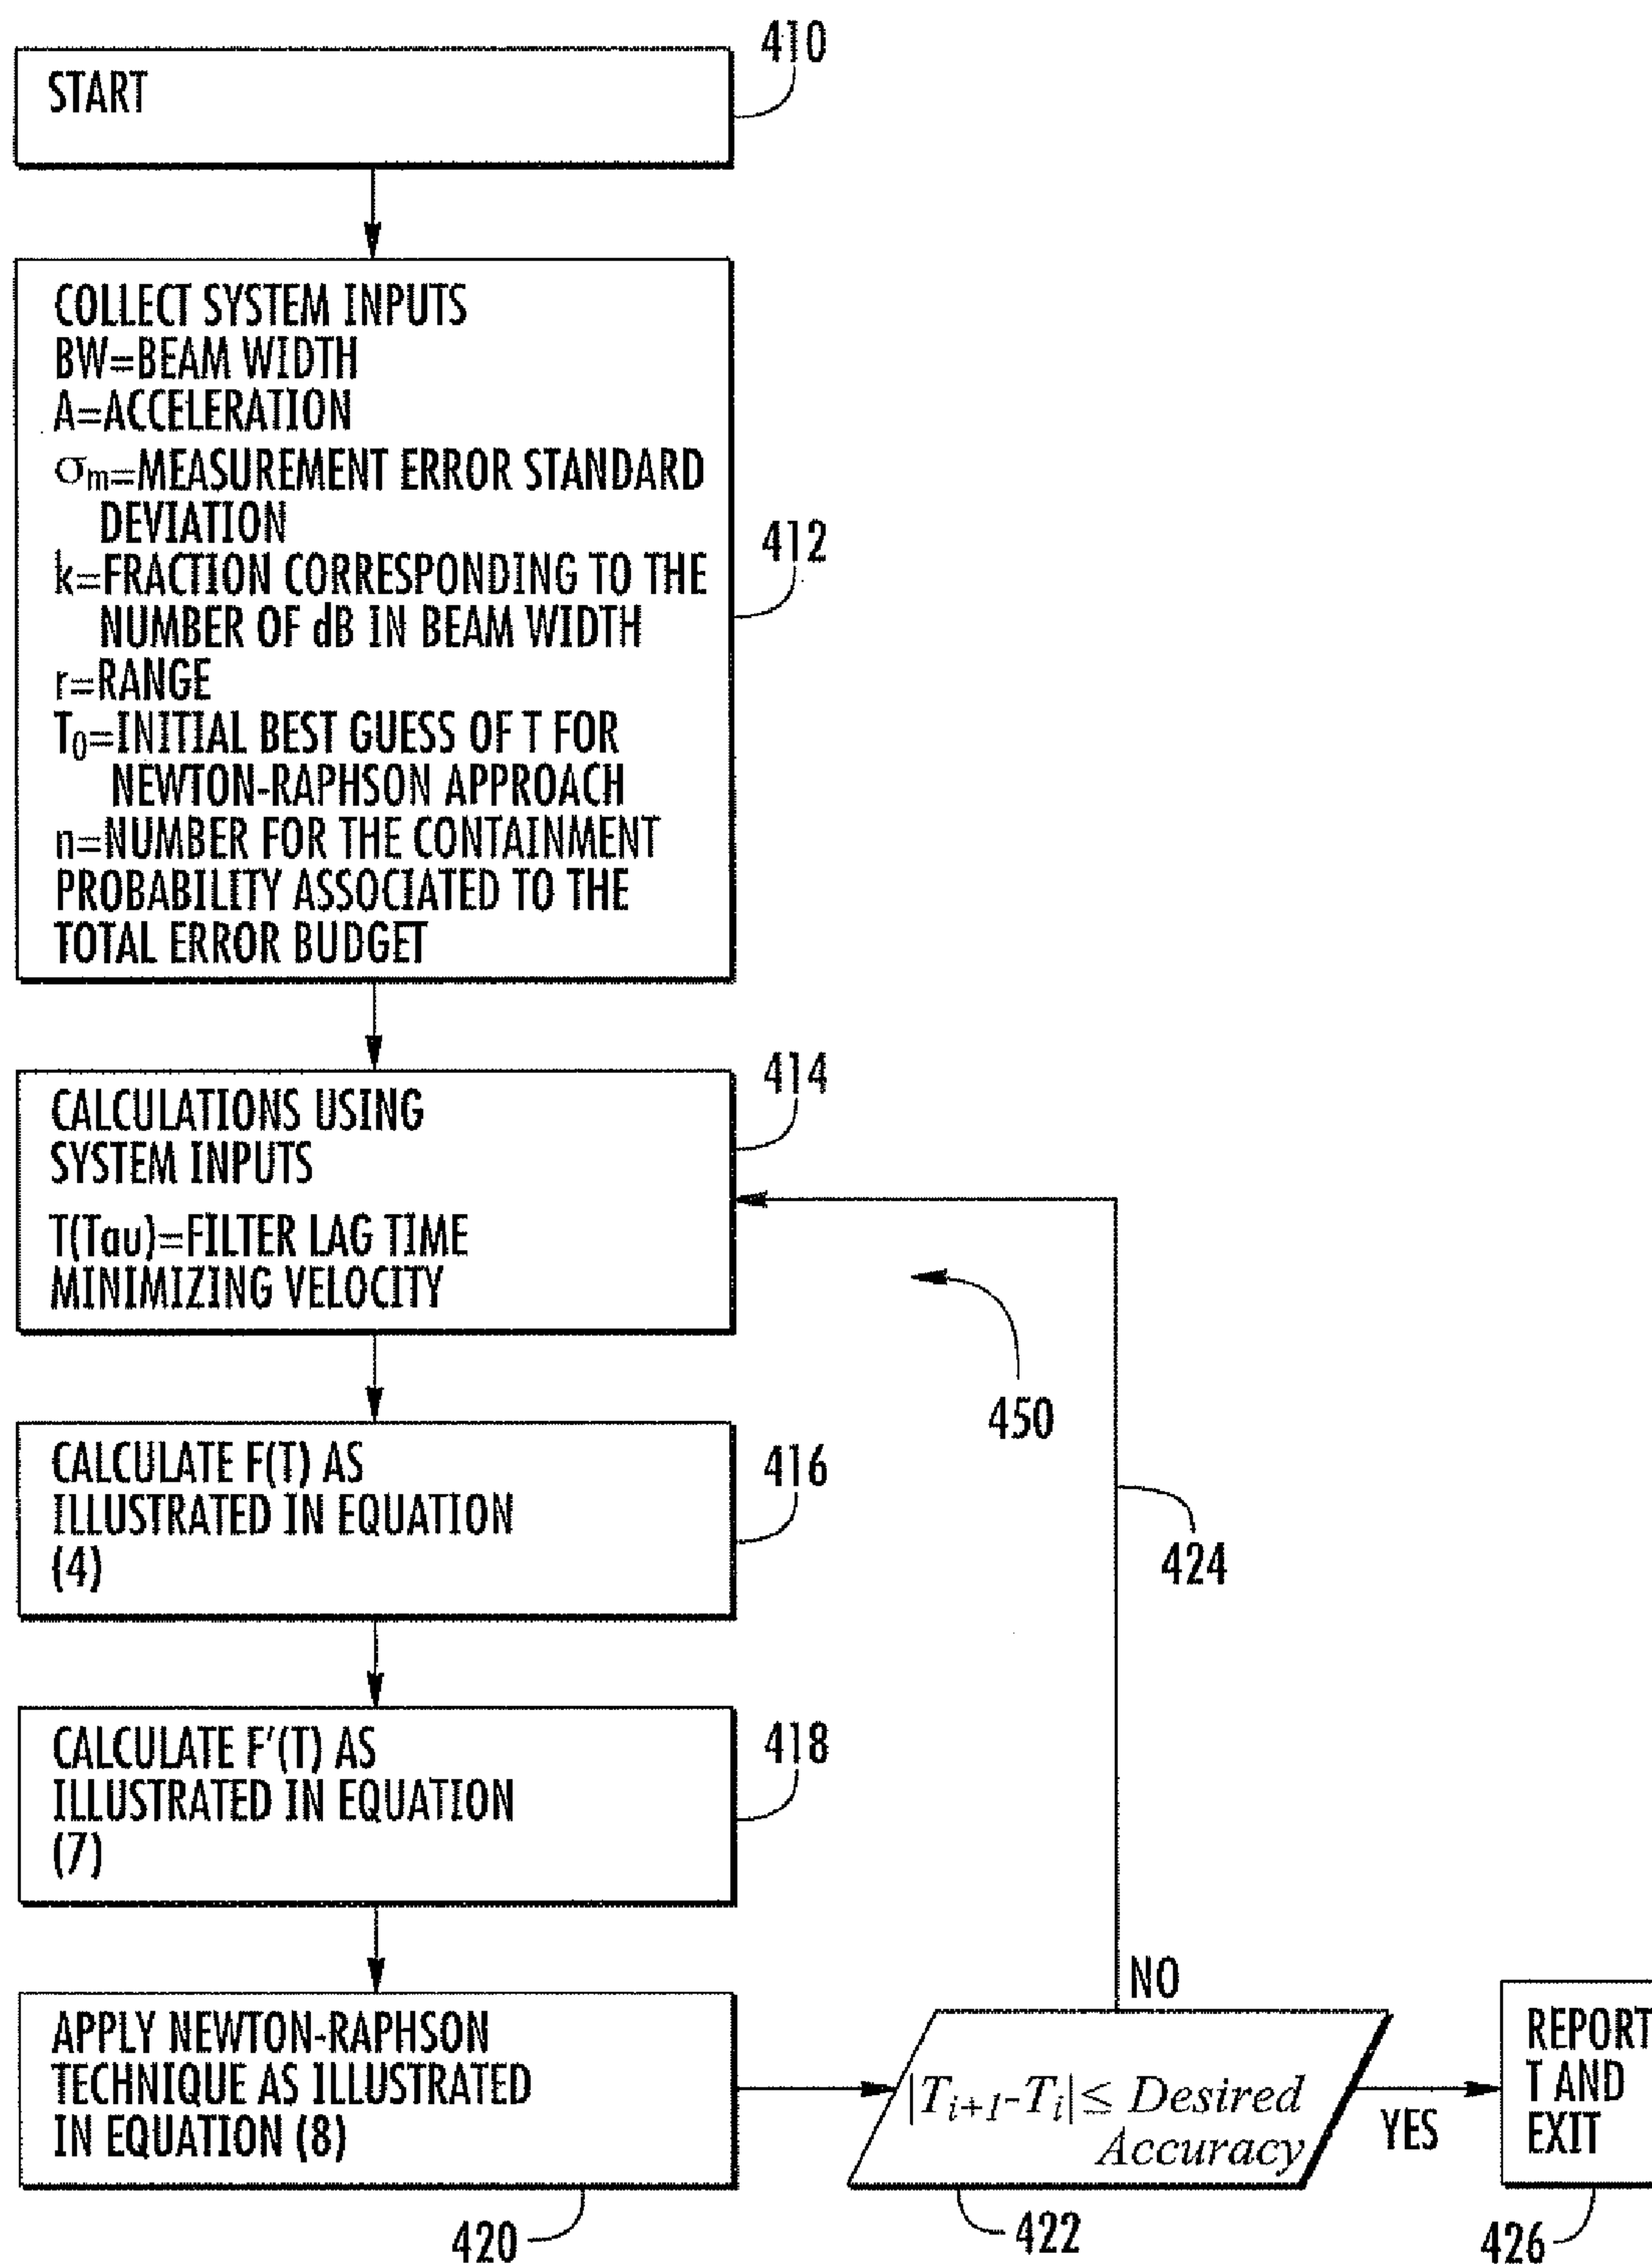 START
410
COLLECT SYSTEM INPUTS
BW=BEAM WIDTH
A=ACCELERATION
σm=MEASUREMENT ERROR STANDARD
DEVIATION
k=FRACTION CORRESPONDING TO THE
NUMBER OF dB IN BEAM WIDTH
r=RANGE
T0=INITIAL BEST GUESS OF T FOR
NEWTON-RAPHSON APPROACH
n=NUMBER FOR THE CONTAINMENT
PROBABILITY ASSOCIATED TO THE
TOTAL ERROR BUDGET
412
CALCULATIONS USING
SYSTEM INPUTS
T(Tau)=FILTER LAG TIME
MINIMIZING VELOCITY
414
450
CALCULATE F(T) AS
ILLUSTRATED IN EQUATION
(4)
416
424
CALCULATE F'(T) AS
ILLUSTRATED IN EQUATION
(7)
418
APPLY NEWTON-RAPHSON
TECHNIQUE AS ILLUSTRATED
IN EQUATION (8)
420
NO
|Ti+1-Ti|≤ Desired
Accuracy
422
YES
REPORT
T AND
EXIT
426